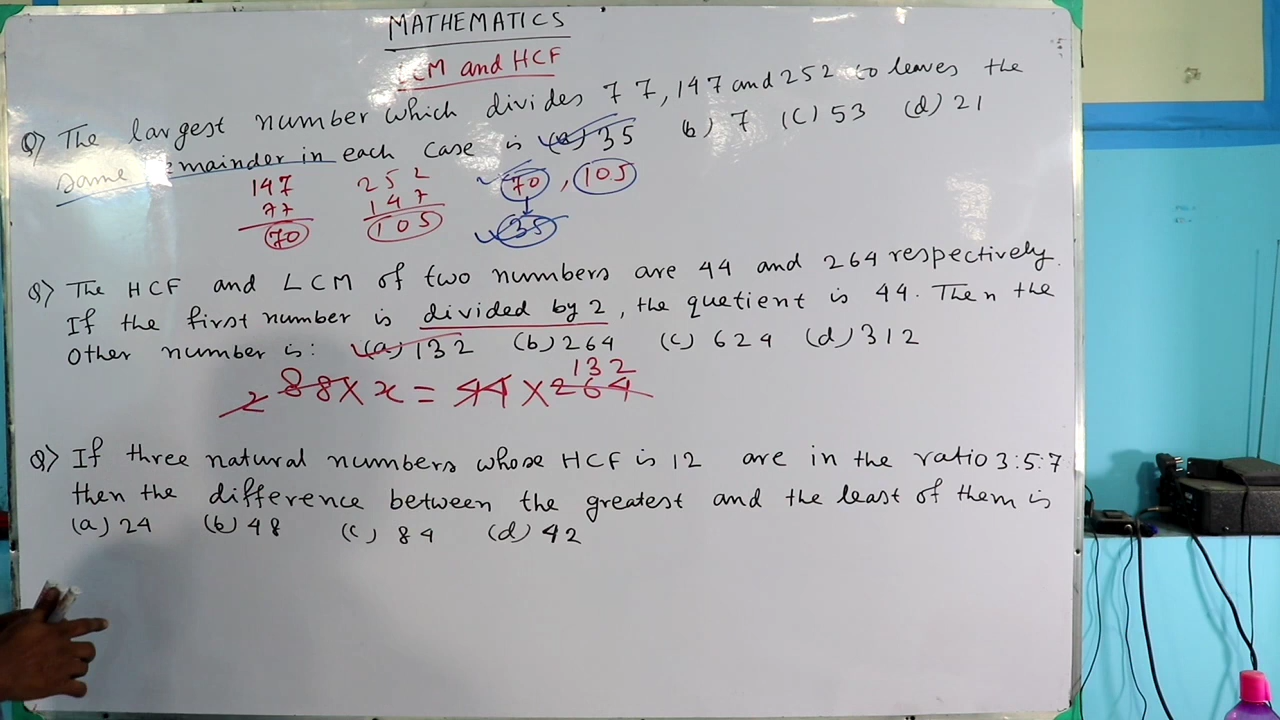 MATHEMATICS
LCM and HCF
Q) The largest number which divides 77, 147 and 252 to leaves the
same remainder in each case is (a) 35 (b) 7 (c) 53 (d) 21
147 252 70, 105
77 147
70 105 35
Q) The HCF and LCM of two numbers are 44 and 264 respectively.
If the first number is divided by 2, the quetient is 44. Then the
Other number is: (a) 132 (b) 264 (c) 624 (d) 312
132
2 88 × x = 44 × 264
Q) If three natural numbers whose HCF is 12 are in the ratio 3:5:7
then the difference between the greatest and the least of them is
(a) 24 (b) 48 (c) 84 (d) 42